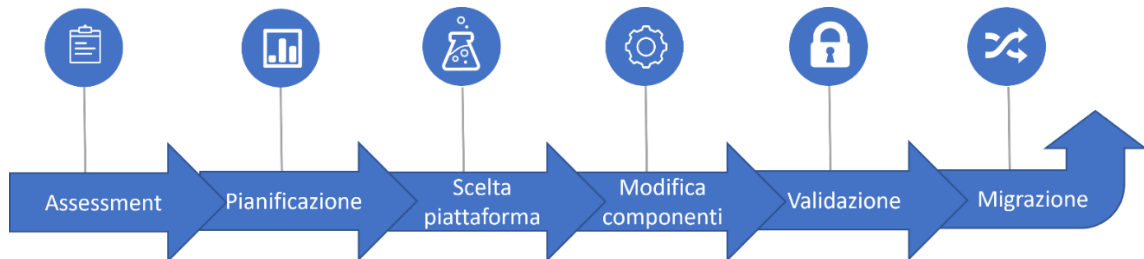 Assessment
Pianificazione
Scelta
piattaforma
Modifica
componenti
Validazione
Migrazione